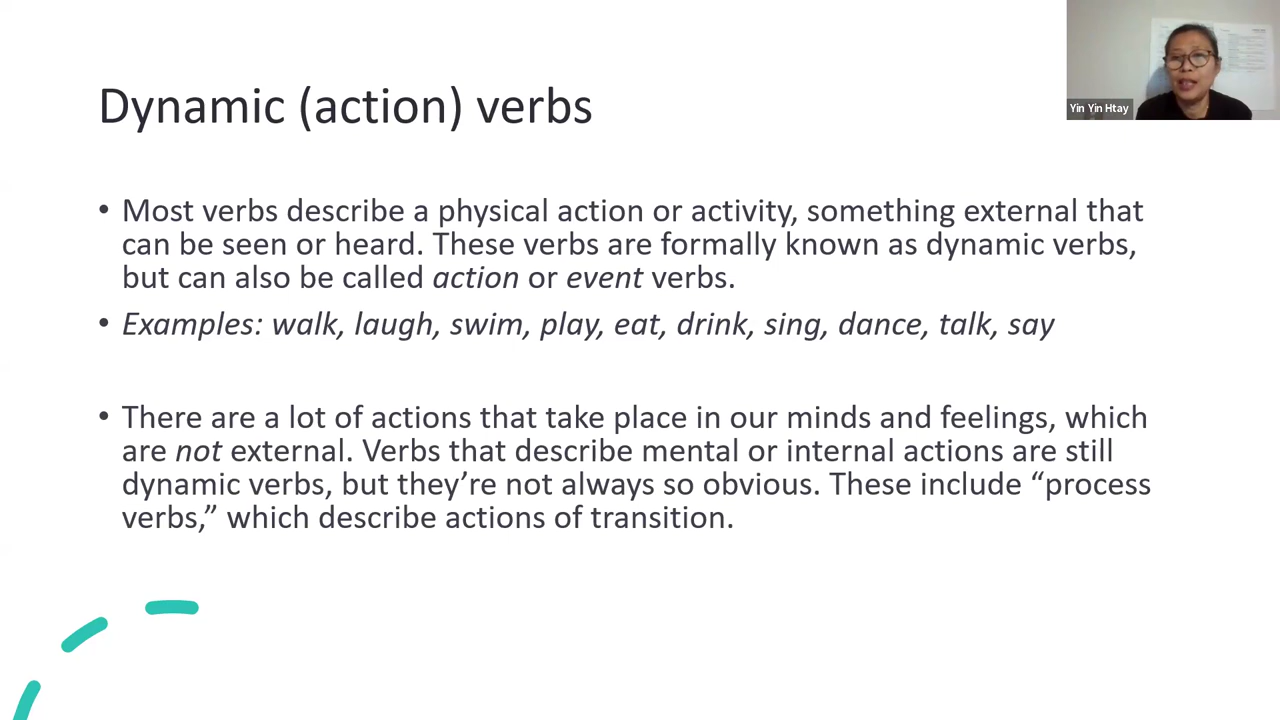 Yin Yin Htay
Dynamic (action) verbs
• Most verbs describe a physical action or activity, something external that
can be seen or heard. These verbs are formally known as dynamic verbs,
but can also be called action or event verbs.
• Examples: walk, laugh, swim, play, eat, drink, sing, dance, talk, say
• There are a lot of actions that take place in our minds and feelings, which
are not external. Verbs that describe mental or internal actions are still
dynamic verbs, but they’re not always so obvious. These include “process
verbs,” which describe actions of transition.